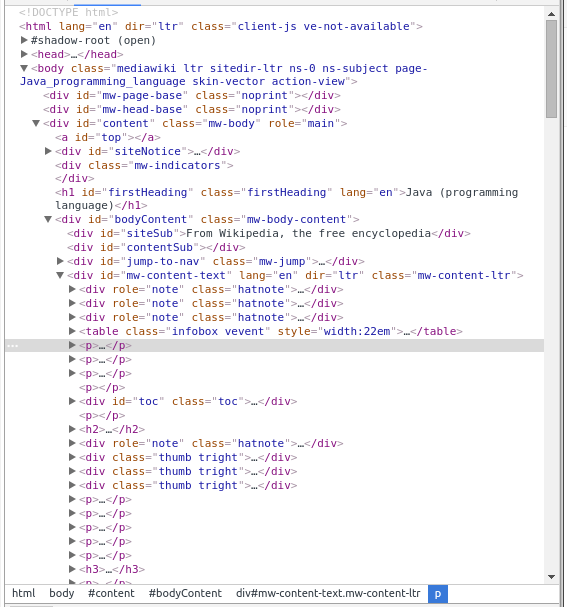 <!DOCTYPE html>
<html lang="en" dir="ltr" class="client-js ve-not-available">
#shadow-root (open)
<head>…</head>
<body class="mediawiki ltr sitedir-ltr ns-0 ns-subject page-
Java_programming_language skin-vector action-view">
<div id="mw-page-base" class="noprint"></div>
<div id="mw-head-base" class="noprint"></div>
<div id="content" class="mw-body" role="main">
<a id="top"></a>
<div id="siteNotice">…</div>
<div class="mw-indicators">
</div>
<h1 id="firstHeading" class="firstHeading" lang="en">Java (programming
language)</h1>
<div id="bodyContent" class="mw-body-content">
<div id="siteSub">From Wikipedia, the free encyclopedia</div>
<div id="contentSub"></div>
<div id="jump-to-nav" class="mw-jump">…</div>
<div id="mw-content-text" lang="en" dir="ltr" class="mw-content-ltr">
<div role="note" class="hatnote">…</div>
<div role="note" class="hatnote">…</div>
<div role="note" class="hatnote">…</div>
<table class="infobox vevent" style="width:22em">…</table>
<p>…</p>
<p>…</p>
<p>…</p>
<p></p>
<div id="toc" class="toc">…</div>
<p></p>
<h2>…</h2>
<div role="note" class="hatnote">…</div>
<div class="thumb tright">…</div>
<div class="thumb tright">…</div>
<div class="thumb tright">…</div>
<p>…</p>
<p>…</p>
<p>…</p>
<p>…</p>
<p>…</p>
<h3>…</h3>
<p>…</p>
html body #content #bodyContent div#mw-content-text.mw-content-ltr p